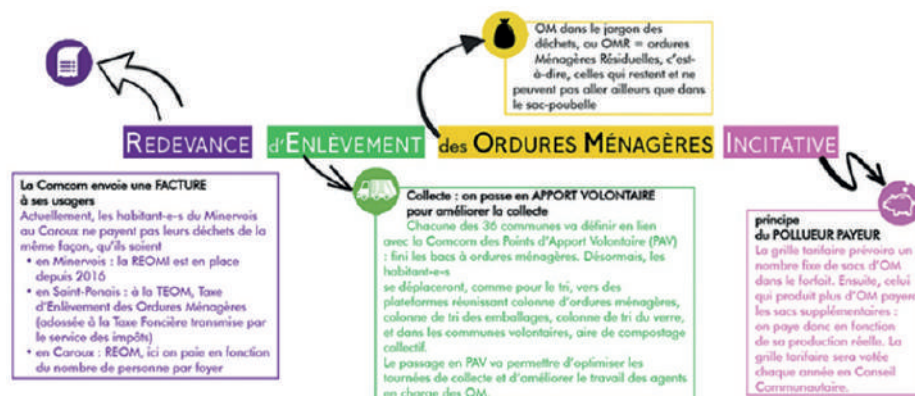 OM dans le jargon des
déchets, ou OMR = ordures
Ménagères Résiduelles, c'est-
à-dire, celles qui restent et ne
peuvent pas aller ailleurs que dans
le sac-poubelle
REDEVANCE d'ENLÈVEMENT des ORDURES MÉNAGÈRES INCITATIVE
La Comcom envoie une FACTURE
à ses usagers
Actuellement, les habitant-e-s du Minervois
au Caroux ne payent pas leurs déchets de la
même façon, qu'ils soient
• en Minervois : la REOMI est en place
depuis 2016
• en Saint-Ponais : à la TEOM, Taxe
d'Enlèvement des Ordures Ménagères
(adossée à la Taxe Foncière transmise par
le service des impôts)
• en Caroux : REOM, ici on paie en fonction
du nombre de personne par foyer
Collecte : on passe en APPORT VOLONTAIRE
pour améliorer la collecte
Chacune des 36 communes va définir en lien
avec la Comcom des Points d'Apport Volontaire (PAV)
: fini les bacs à ordures ménagères. Désormais, les
habitant-e-s
se déplaceront, comme pour le tri, vers des
plateformes réunissant colonne d'ordures ménagères,
colonne de tri des emballages, colonne de tri du verre,
et dans les communes volontaires, aire de compostage
collectif.
Le passage en PAV va permettre d'optimiser les
tournées de collecte et d'améliorer le travail des agents
en charge des OM.
principe
du POLLUEUR PAYEUR
La grille tarifaire prévoira un
nombre fixe de sacs d'OM
dans le forfait. Ensuite, celui
qui produit plus d'OM payera
les sacs supplémentaires :
on paye donc en fonction
de sa production réelle. La
grille tarifaire sera votée
chaque année en Conseil
Communautaire.